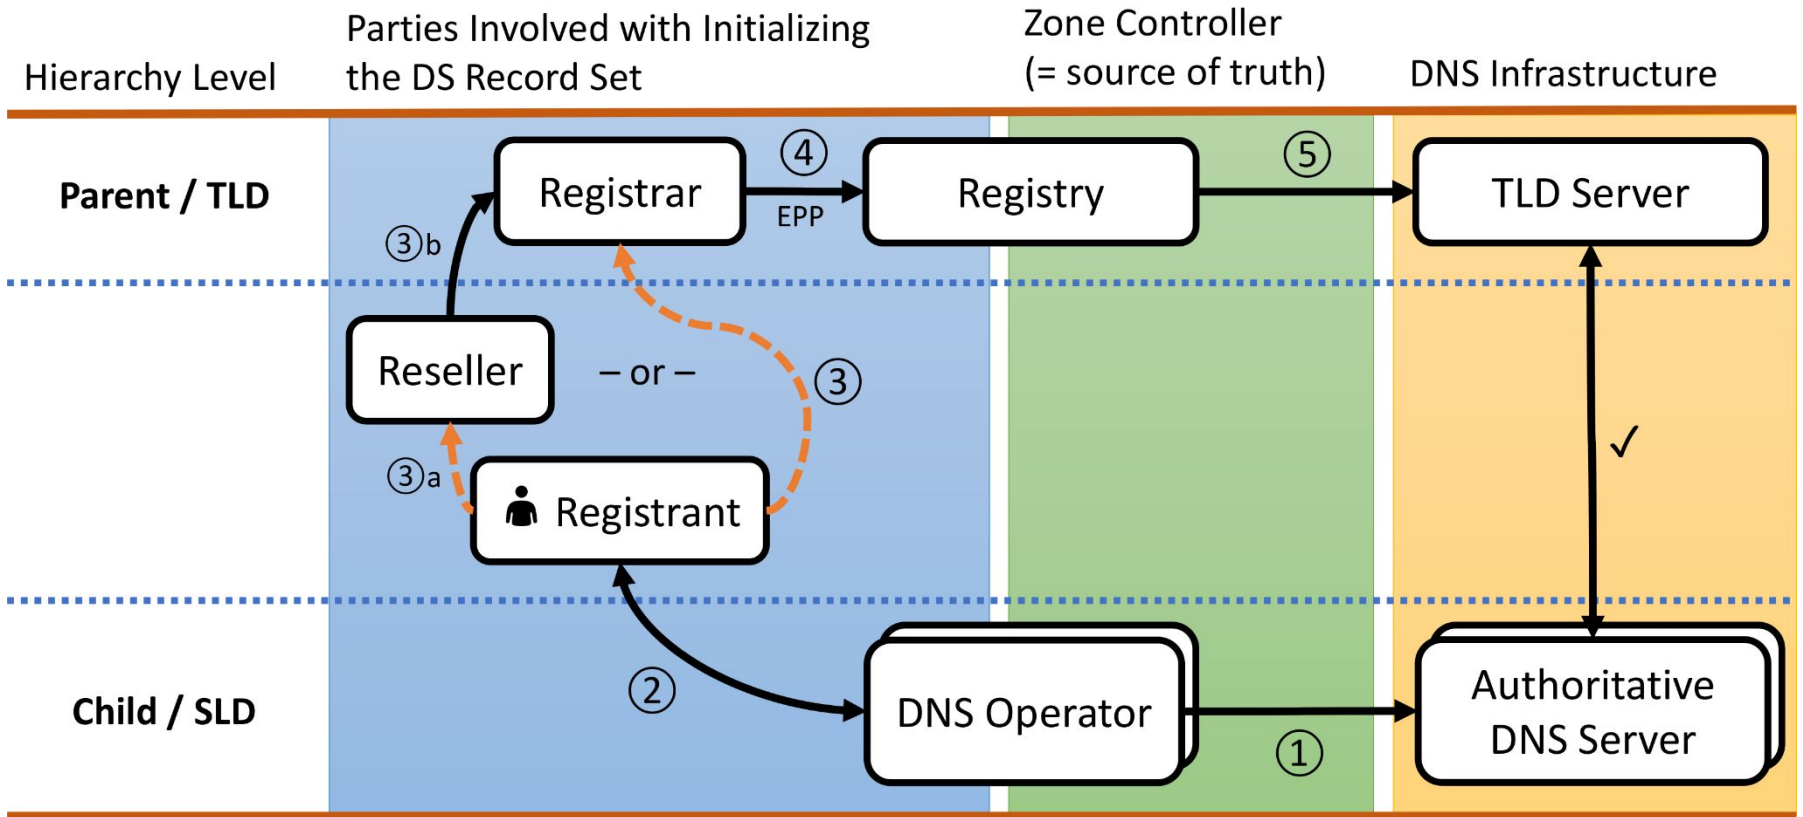 Hierarchy Level
Parties Involved with Initializing
the DS Record Set
Zone Controller
(= source of truth)
DNS Infrastructure
Parent / TLD
Registrar
④
EPP
Registry
⑤
TLD Server
③b
Reseller
– or –
③
③a
Registrant
✓
Child / SLD
②
DNS Operator
①
Authoritative
DNS Server